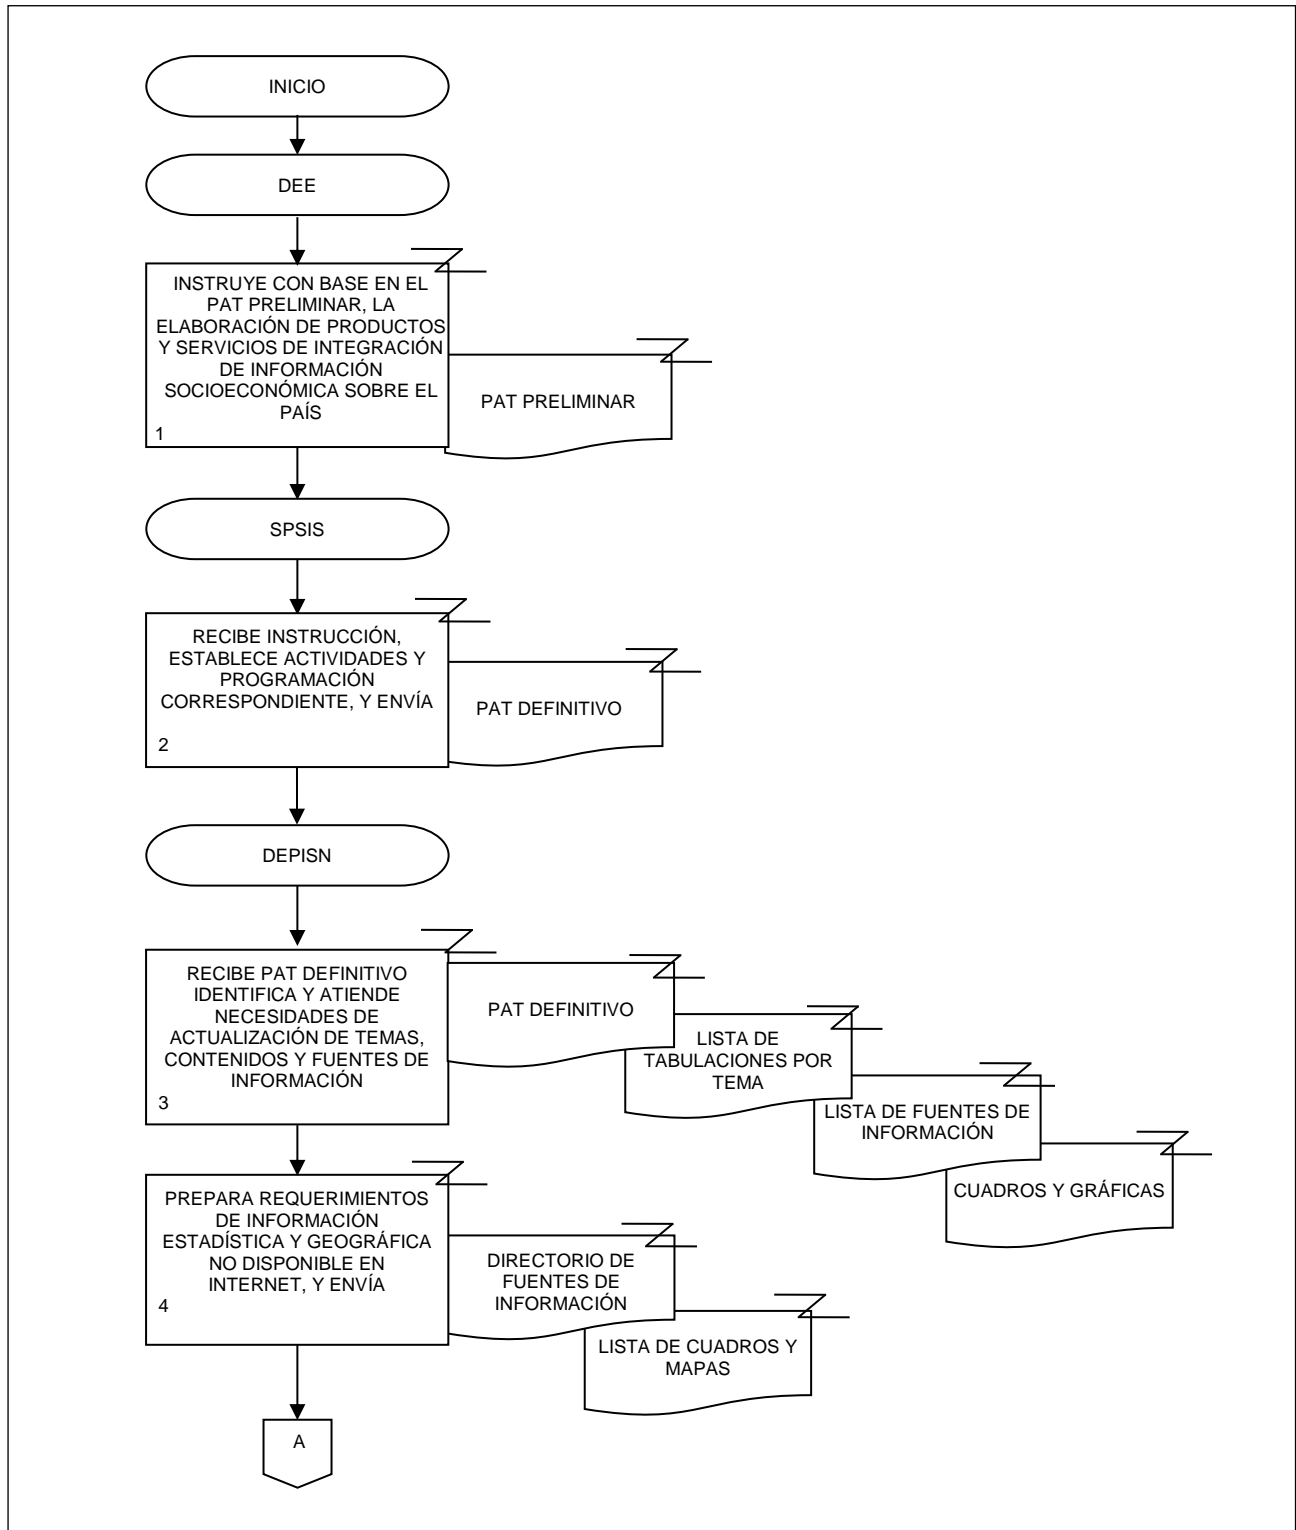 INICIO
DEE
INSTRUYE CON BASE EN EL
PAT PRELIMINAR, LA
ELABORACIÓN DE PRODUCTOS
Y SERVICIOS DE INTEGRACIÓN
DE INFORMACIÓN
SOCIOECONÓMICA SOBRE EL
PAÍS
1
PAT PRELIMINAR
SPSIS
RECIBE INSTRUCCIÓN,
ESTABLECE ACTIVIDADES Y
PROGRAMACIÓN
CORRESPONDIENTE, Y ENVÍA
2
PAT DEFINITIVO
DEPISN
RECIBE PAT DEFINITIVO
IDENTIFICA Y ATIENDE
NECESIDADES DE
ACTUALIZACIÓN DE TEMAS,
CONTENIDOS Y FUENTES DE
INFORMACIÓN
3
PAT DEFINITIVO
LISTA DE
TABULACIONES POR
TEMA
LISTA DE FUENTES DE
INFORMACIÓN
CUADROS Y GRÁFICAS
PREPARA REQUERIMIENTOS
DE INFORMACIÓN
ESTADÍSTICA Y GEOGRÁFICA
NO DISPONIBLE EN
INTERNET, Y ENVÍA
4
DIRECTORIO DE
FUENTES DE
INFORMACIÓN
LISTA DE CUADROS Y
MAPAS
A